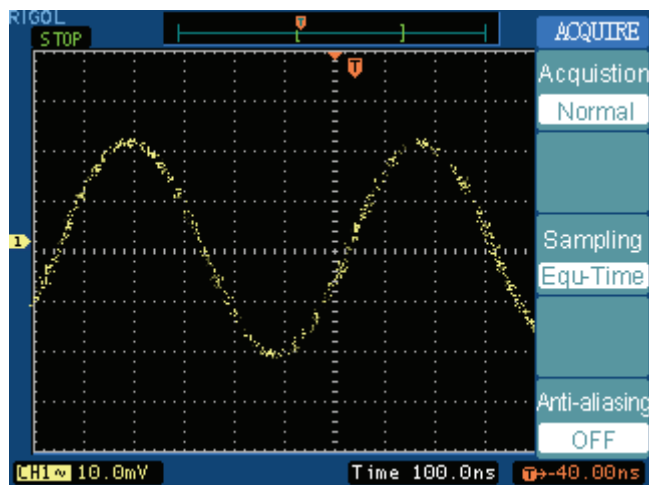 RIGOL
STOP
T
ACQUIRE
T
Acquistion
Normal
1
Sampling
Equ-Time
Anti-aliasing
OFF
CH1~ 10.0mV
Time 100.0ns
T→-40.00ns